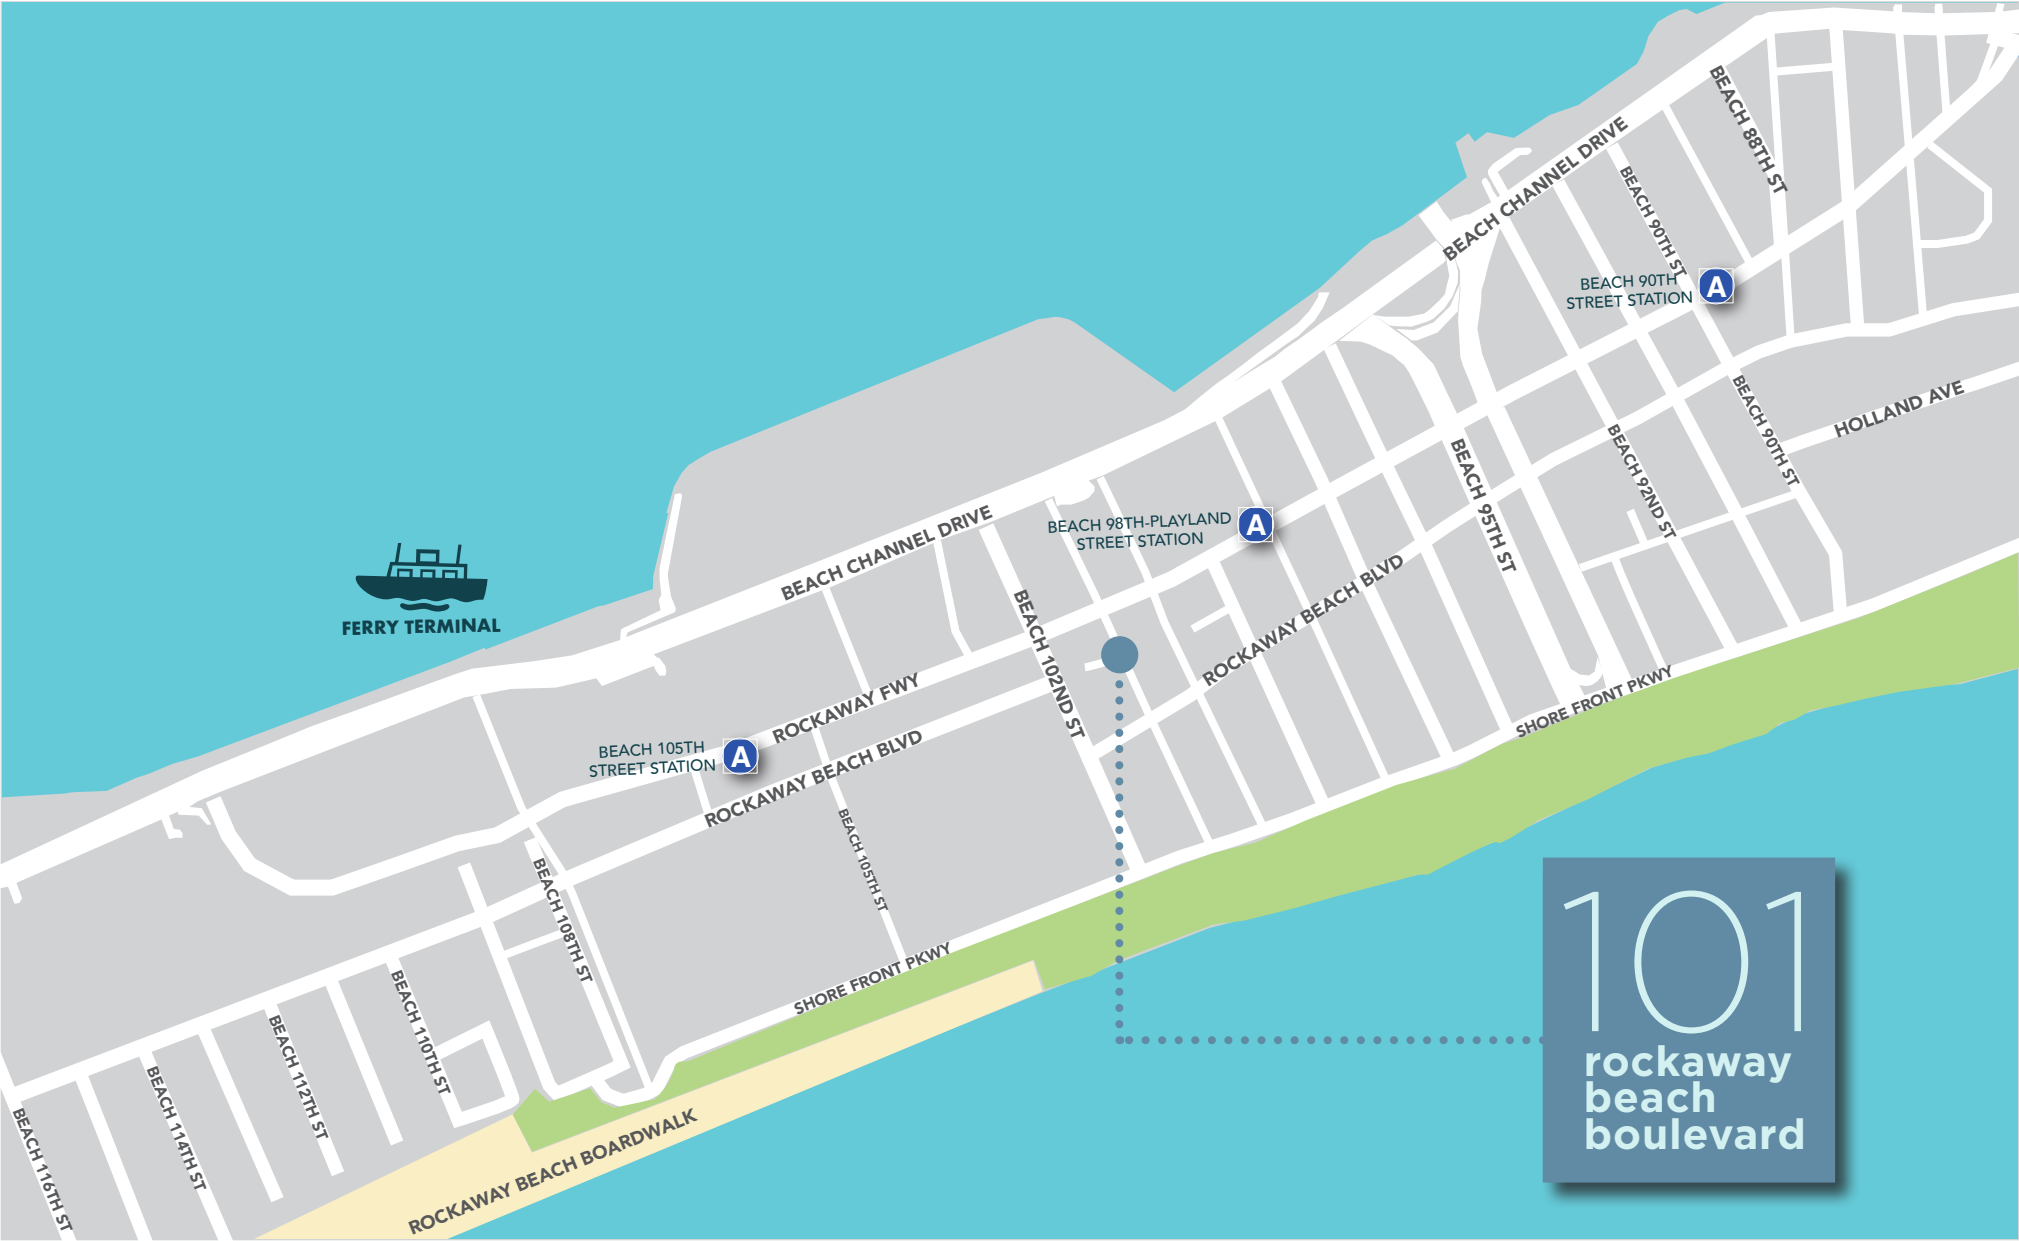 BEACH 88TH ST
BEACH CHANNEL DRIVE
BEACH 90TH ST
BEACH 90TH
STREET STATION
A
BEACH 90TH ST
HOLLAND AVE
BEACH 92ND ST
BEACH 95TH ST
BEACH CHANNEL DRIVE
BEACH 98TH-PLAYLAND
STREET STATION
A
FERRY TERMINAL
ROCKAWAY BEACH BLVD
BEACH 102ND ST
ROCKAWAY FWY
SHORE FRONT PKWY
BEACH 105TH
STREET STATION
A
ROCKAWAY BEACH BLVD
BEACH 105TH ST
BEACH 108TH ST
SHORE FRONT PKWY
BEACH 110TH ST
BEACH 112TH ST
BEACH 114TH ST
BEACH 116TH ST
ROCKAWAY BEACH BOARDWALK
101
rockaway
beach
boulevard